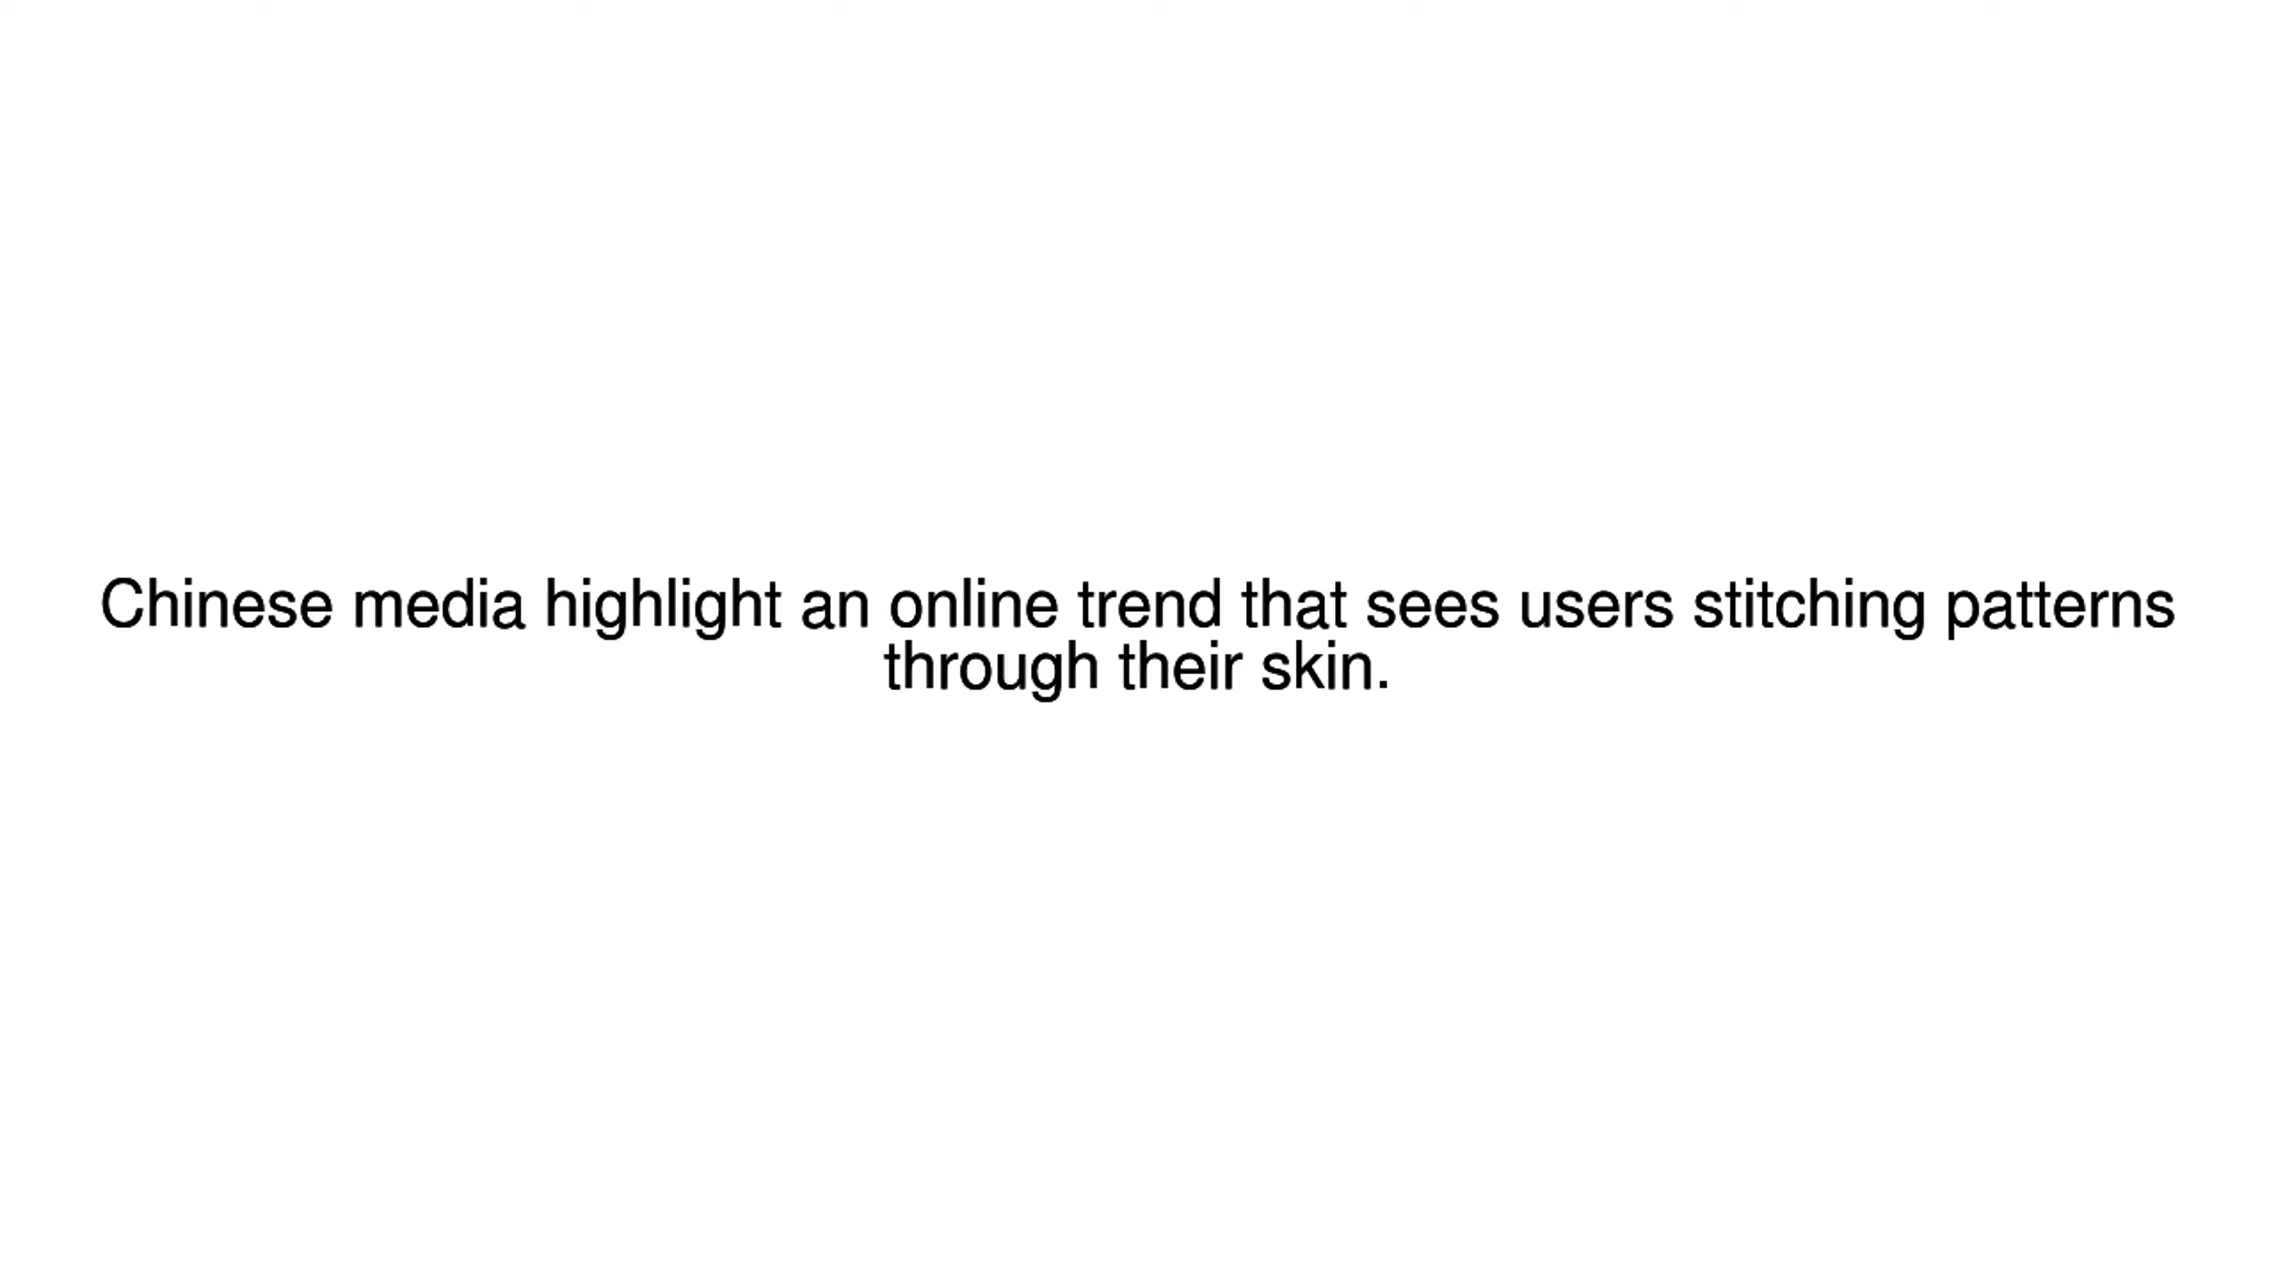 Chinese media highlight an online trend that sees users stitching patterns
through their skin.